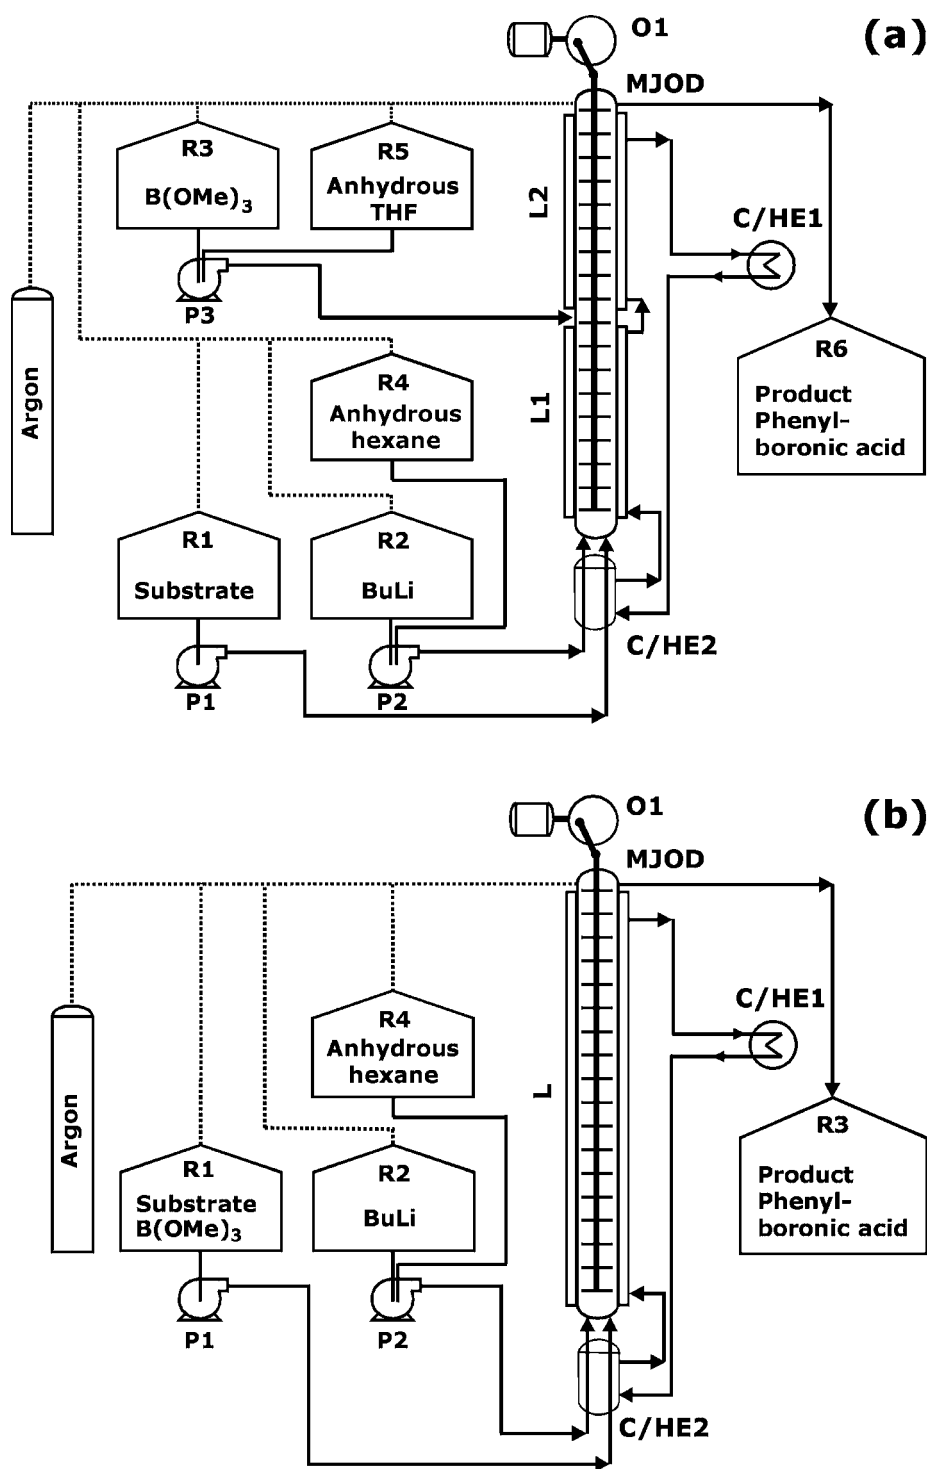 O1
(a)
MJOD
R3
B(OMe)3
R5
Anhydrous
THF
L2
C/HE1
P3
Argon
R4
Anhydrous
hexane
L1
R6
Product
Phenyl-
boronic acid
R1
Substrate
R2
BuLi
P1
P2
C/HE2
O1
(b)
MJOD
C/HE1
R4
Anhydrous
hexane
L
Argon
R1
Substrate
B(OMe)3
R2
BuLi
R3
Product
Phenyl-
boronic acid
P1
P2
C/HE2